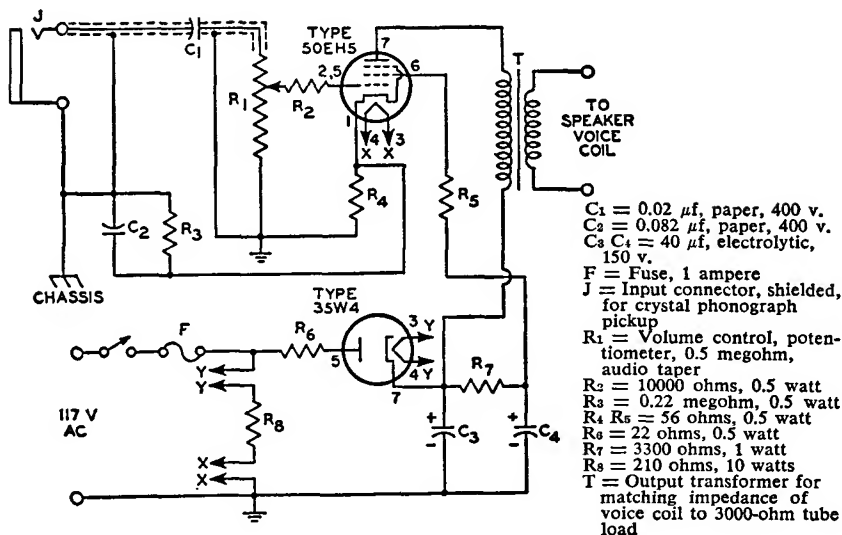 J
C1
TYPE
50EH5
7
6
2,5
R1
R2
1
4
3
X
X
R4
R5
T
TO
SPEAKER
VOICE
COIL
C2
R3
CHASSIS
TYPE
35W4
F
R6
5
3
Y
4
Y
7
R7
Y
Y
117 V
AC
R8
X
X
+
-
C3
+
-
C4
C1 = 0.02 μf, paper, 400 v.
C2 = 0.082 μf, paper, 400 v.
C3 C4 = 40 μf, electrolytic,
150 v.
F = Fuse, 1 ampere
J = Input connector, shielded,
for crystal phonograph
pickup
R1 = Volume control, poten-
tiometer, 0.5 megohm,
audio taper
R2 = 10000 ohms, 0.5 watt
R3 = 0.22 megohm, 0.5 watt
R4 R5 = 56 ohms, 0.5 watt
R6 = 22 ohms, 0.5 watt
R7 = 3300 ohms, 1 watt
R8 = 210 ohms, 10 watts
T = Output transformer for
matching impedance of
voice coil to 3000-ohm tube
load